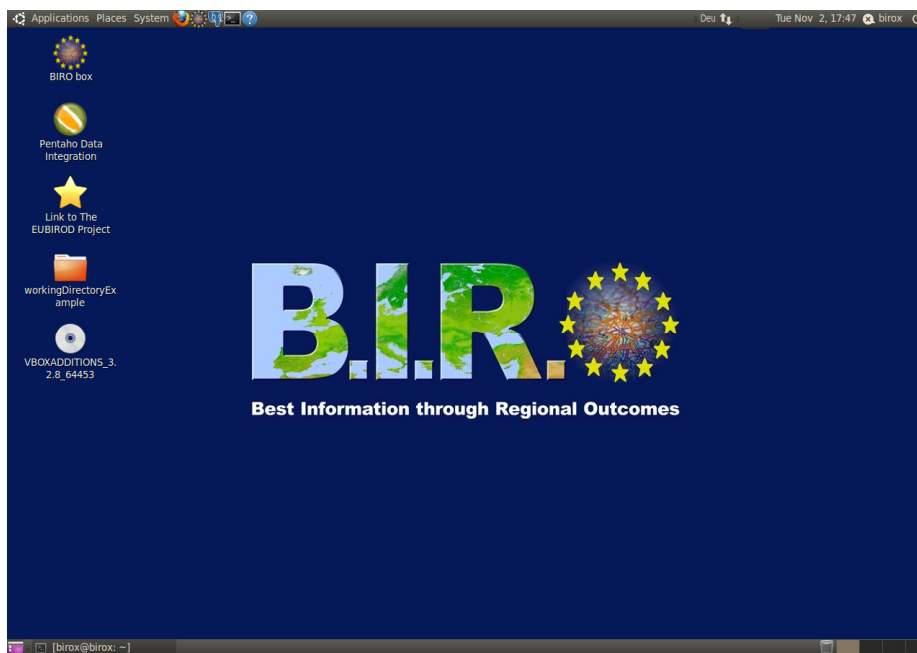 Applications Places System
Deu
Tue Nov 2, 17:47
birox
BIRO box
Pentaho Data
Integration
Link to The
EUBIROD Project
workingDirectoryEx
ample
VBOXADDITIONS_3.
2.8_64453
B.I.R.O
Best Information through Regional Outcomes
[birox@birox: ~]